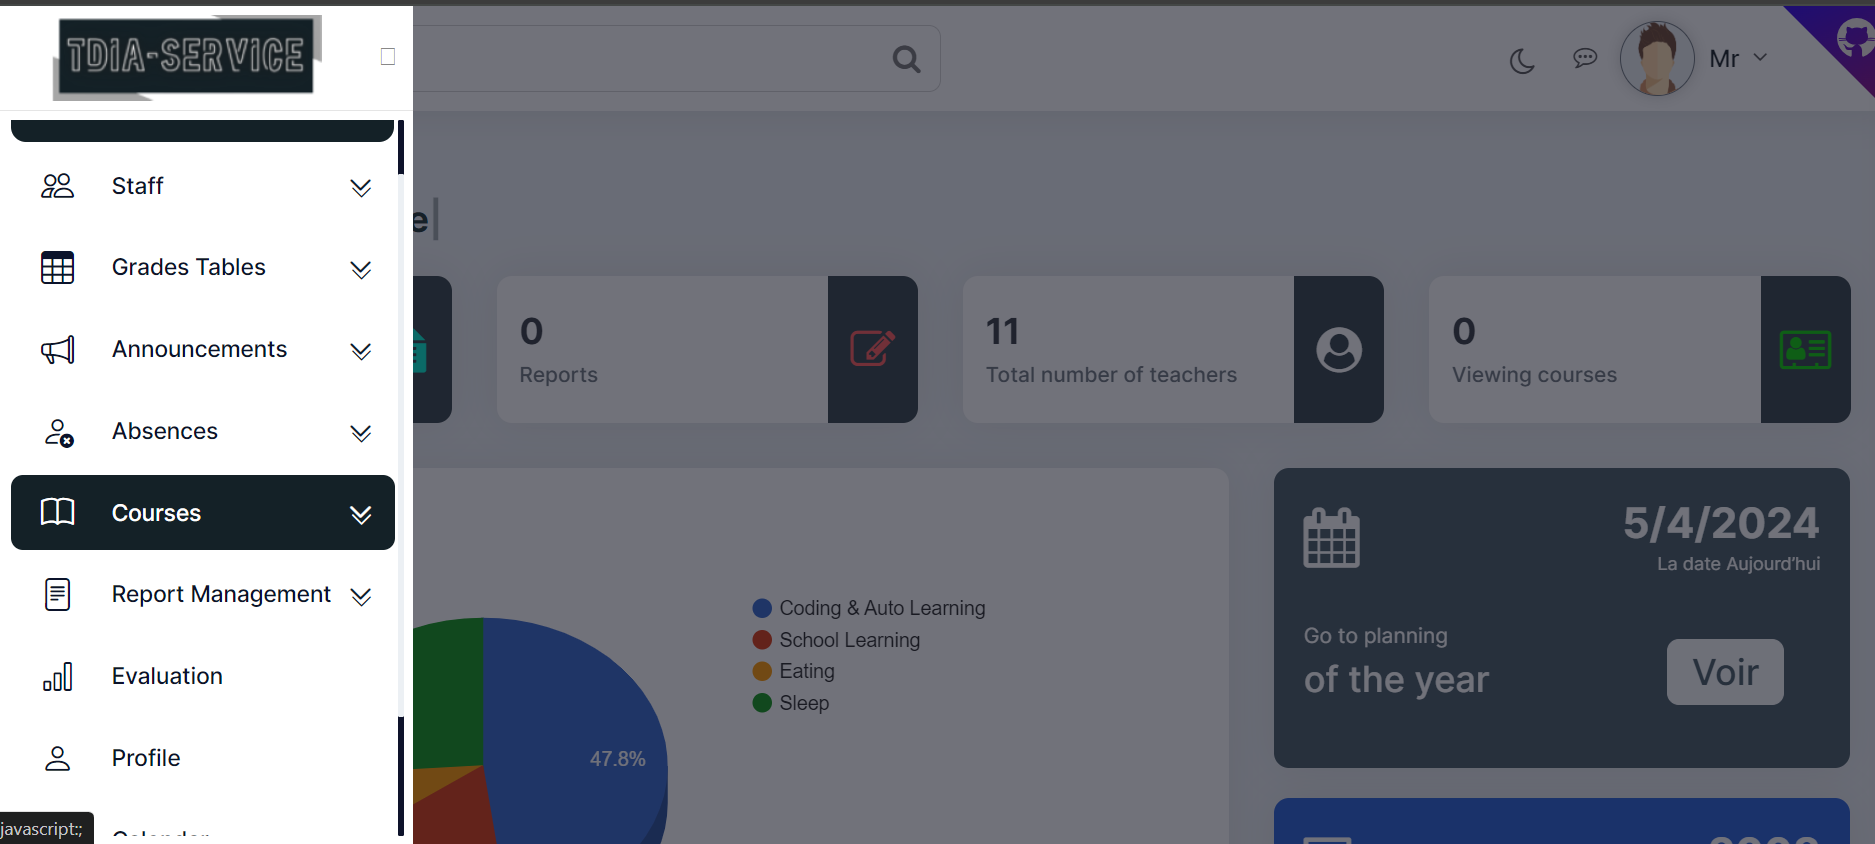 TDIA-SERVICE
Mr
Staff
Grades Tables
Announcements
Absences
Courses
Report Management
Evaluation
Profile
Calendar
javascript:;
e
0
Reports
11
Total number of teachers
0
Viewing courses
Coding & Auto Learning
School Learning
Eating
Sleep
47.8%
5/4/2024
La date Aujourd'hui
Go to planning
of the year
Voir